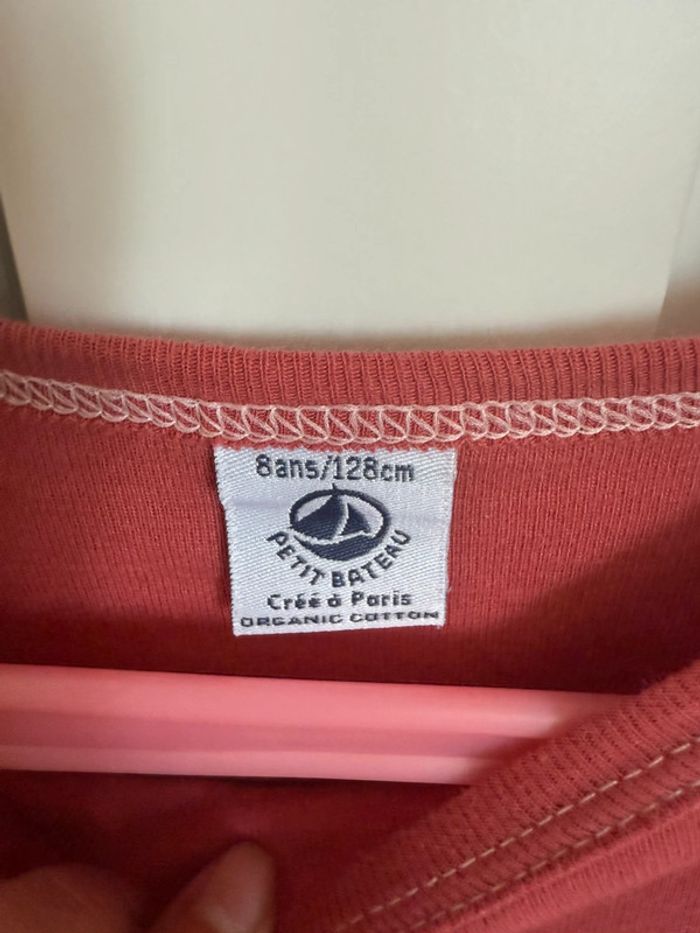 8ans/128cm
PETIT BATEAU
Créé à Paris
ORGANIC COTTON